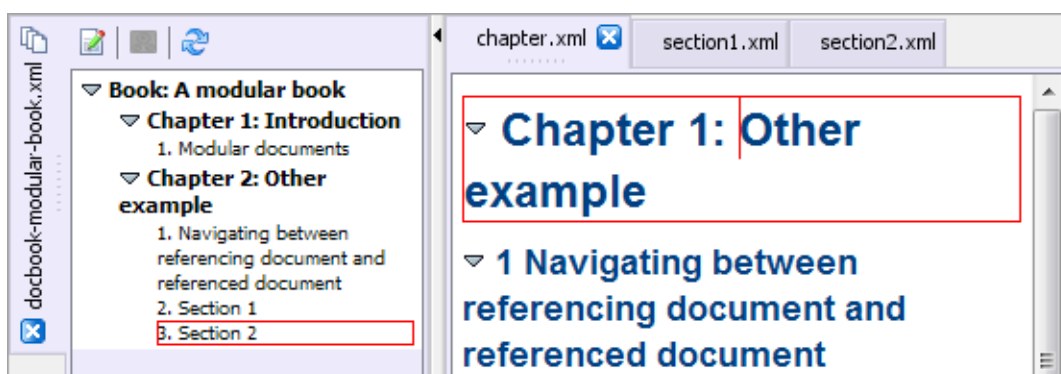 docbook-modular-book.xml
Book: A modular book
Chapter 1: Introduction
1. Modular documents
Chapter 2: Other
example
1. Navigating between
referencing document and
referenced document
2. Section 1
3. Section 2
chapter.xml
section1.xml
section2.xml
Chapter 1: Other
example
1 Navigating between
referencing document and
referenced document